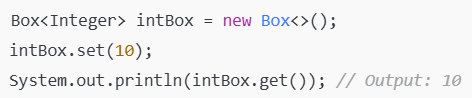 Box<Integer> intBox = new Box<>();
intBox.set(10);
System.out.println(intBox.get()); // Output: 10